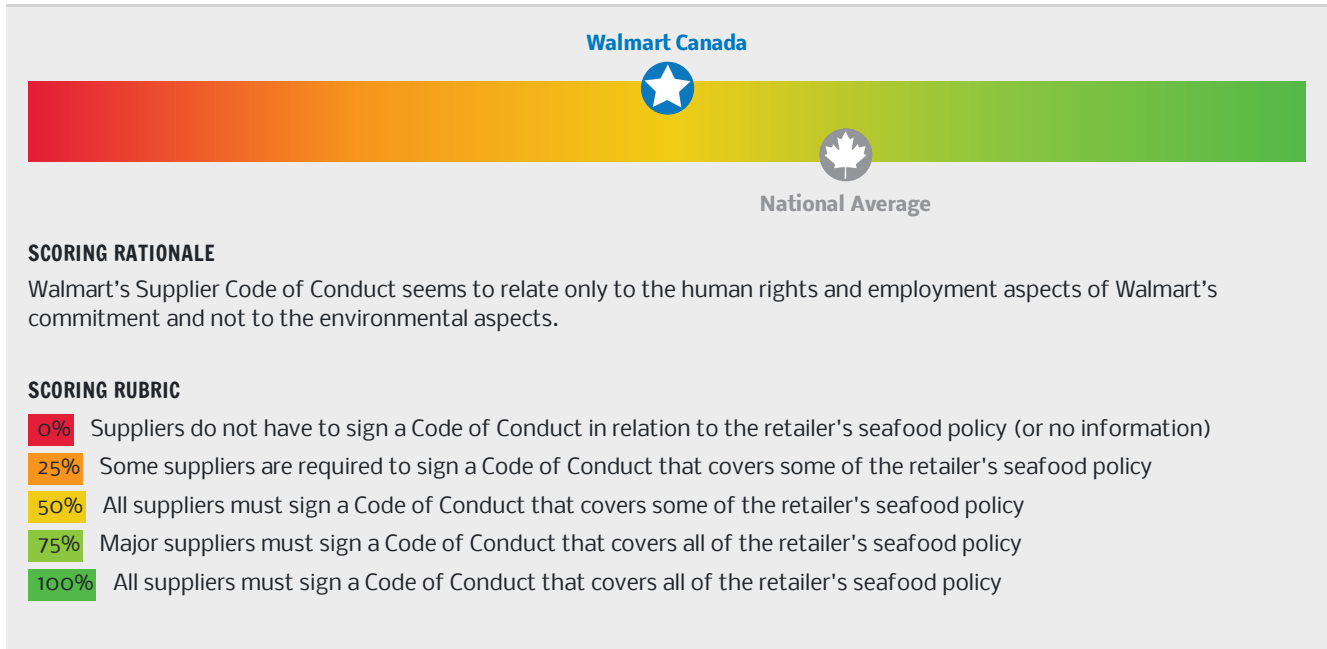 Walmart Canada
National Average
SCORING RATIONALE
Walmart’s Supplier Code of Conduct seems to relate only to the human rights and employment aspects of Walmart’s
commitment and not to the environmental aspects.
SCORING RUBRIC
0% Suppliers do not have to sign a Code of Conduct in relation to the retailer's seafood policy (or no information)
25% Some suppliers are required to sign a Code of Conduct that covers some of the retailer's seafood policy
50% All suppliers must sign a Code of Conduct that covers some of the retailer's seafood policy
75% Major suppliers must sign a Code of Conduct that covers all of the retailer's seafood policy
100% All suppliers must sign a Code of Conduct that covers all of the retailer's seafood policy